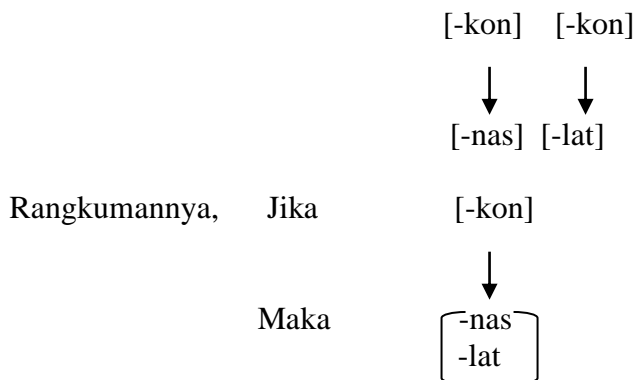 [-kon] [-kon]
[-nas] [-lat]
Rangkumannya, Jika [-kon]
Maka -nas
-lat